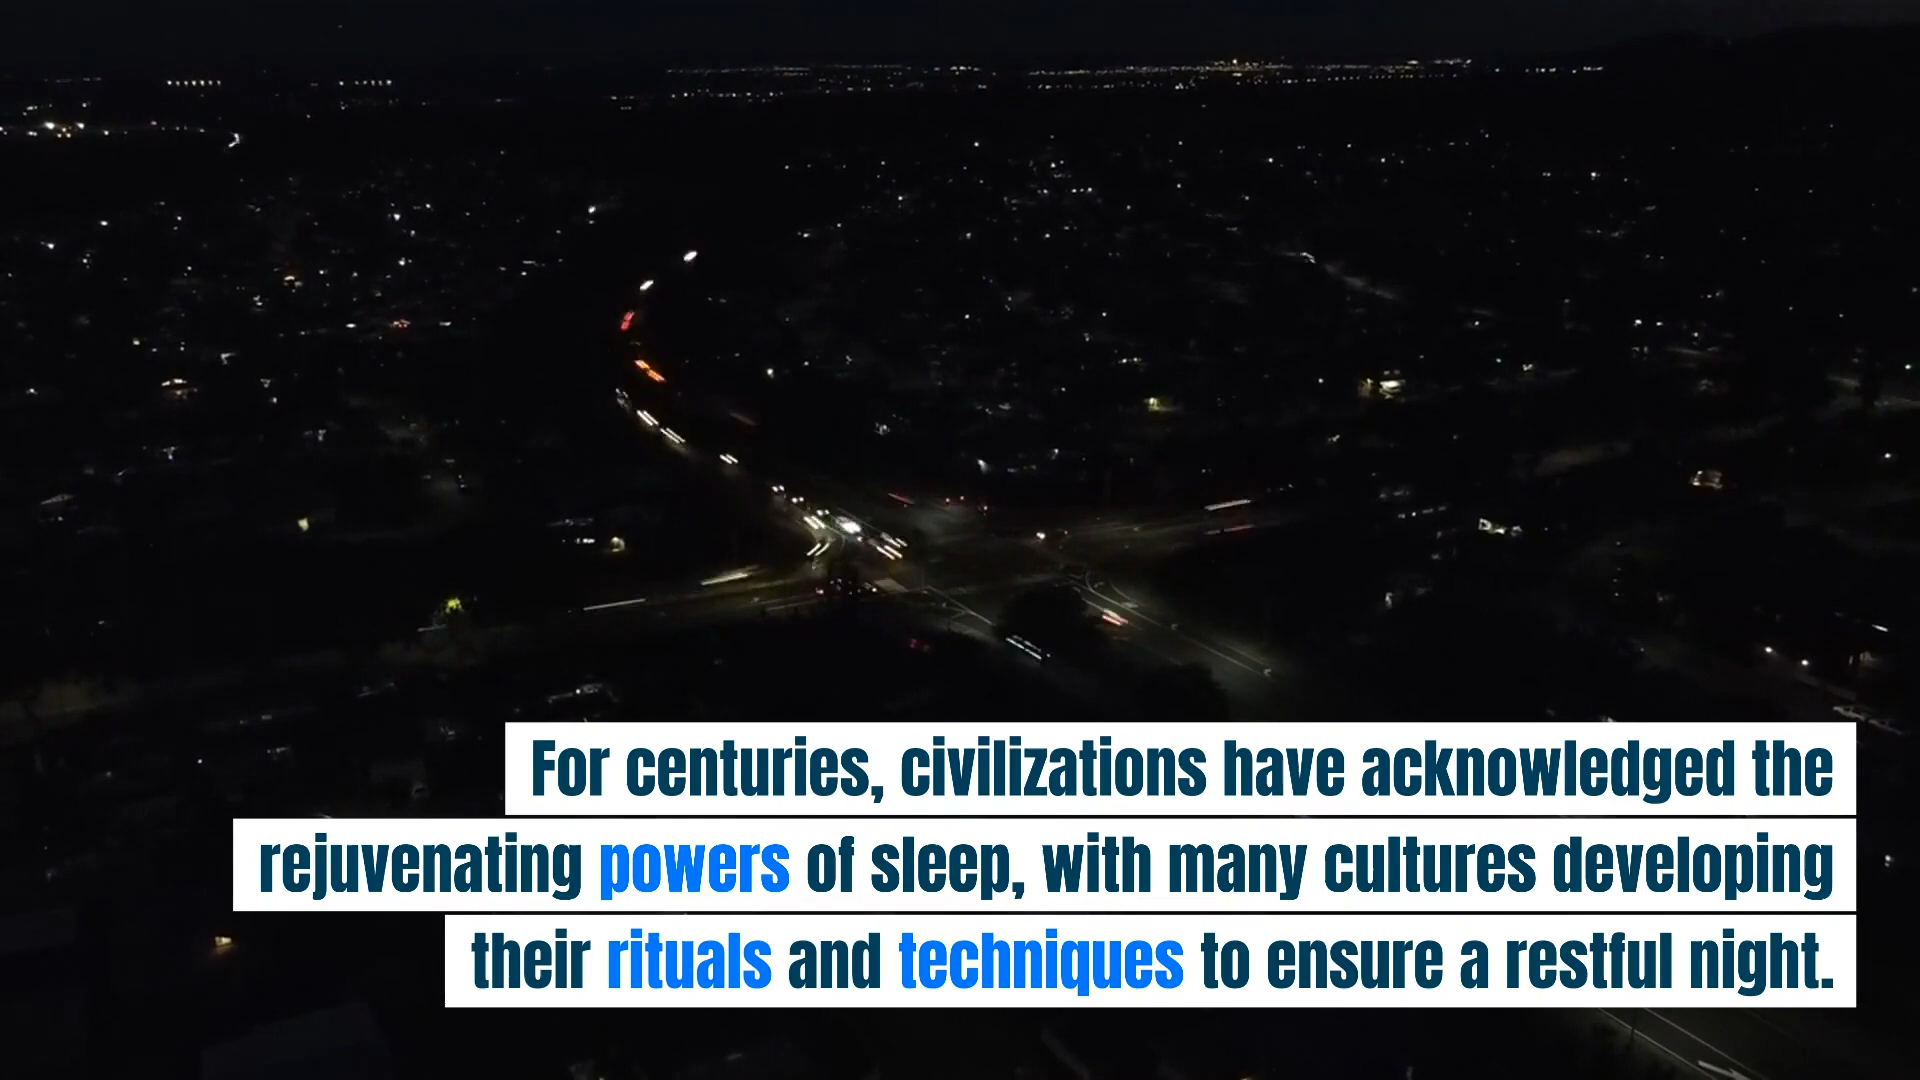 For centuries, civilizations have acknowledged the
rejuvenating powers of sleep, with many cultures developing
their rituals and techniques to ensure a restful night.